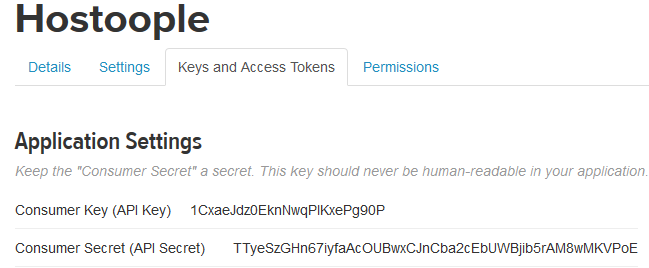 Hostoople
Details Settings Keys and Access Tokens Permissions
Application Settings
Keep the "Consumer Secret" a secret. This key should never be human-readable in your application.
Consumer Key (API Key) 1CxaeJdz0EknNwqPlKxePg90P
Consumer Secret (API Secret) TTyeSzGHn67iyfaAcOUBwxCJnCba2cEbUWBjib5rAM8wMKVPoE